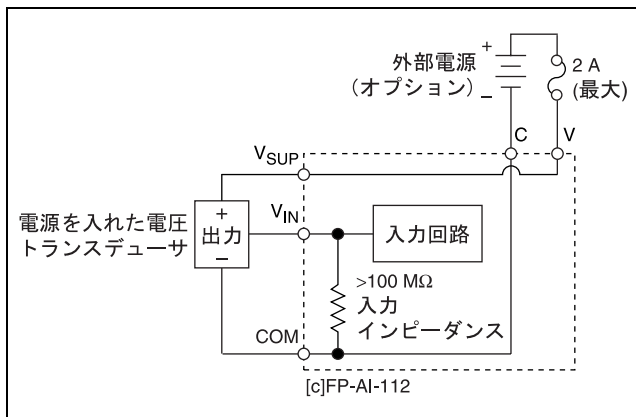 外部電源
(オプション)
+
−
2 A
(最大)
C
V
VSUP
電源を入れた電圧
トランスデューサ
+
出力
−
VIN
入力回路
>100 MΩ
入力
インピーダンス
COM
[c]FP-AI-112